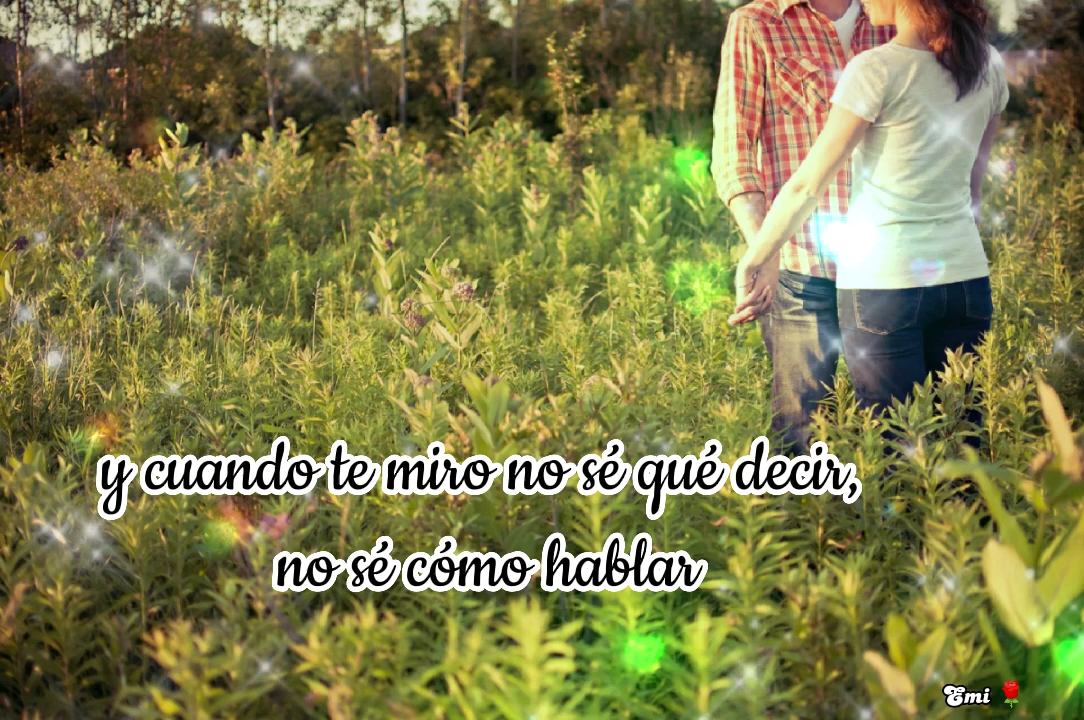 y cuando te miro no sé qué decir,
no sé cómo hablar
Emi 🌹